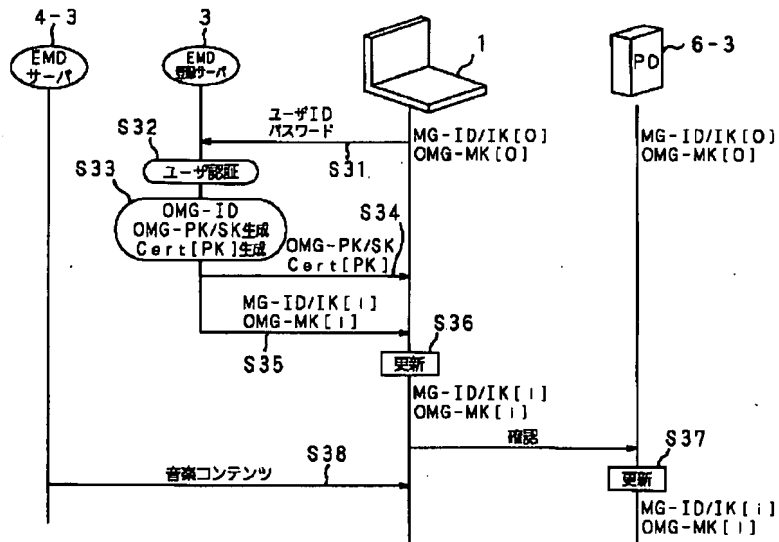 4-3
EMD
サーバ
3
EMD
登録サーバ
1
PD
6-3
ユーザID
パスワード
S31
MG-ID/IK[0]
OMG-MK[0]
MG-ID/IK[0]
OMG-MK[0]
S32
ユーザ認証
S33
OMG-ID
OMG-PK/SK生成
Cert[PK]生成
S34
OMG-PK/SK
Cert[PK]
MG-ID/IK[i]
OMG-MK[i]
S35
S36
更新
MG-ID/IK[i]
OMG-MK[i]
確認
S37
更新
MG-ID/IK[i]
OMG-MK[i]
S38
音楽コンテンツ